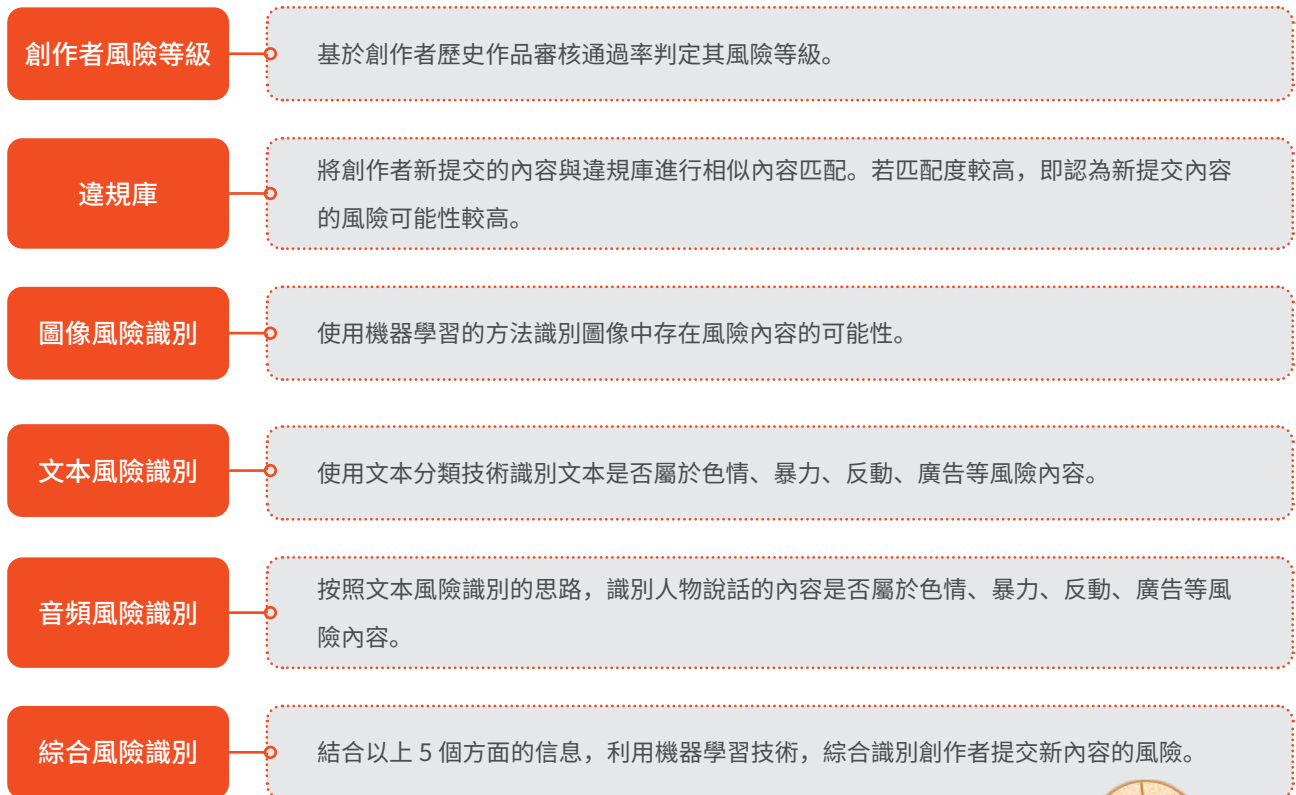 創作者風險等級
基於創作者歷史作品審核通過率判定其風險等級。
違規庫
將創作者新提交的內容與違規庫進行相似內容匹配。若匹配度較高，即認為新提交內容
的風險可能性較高。
圖像風險識別
使用機器學習的方法識別圖像中存在風險內容的可能性。
文本風險識別
使用文本分類技術識別文本是否屬於色情、暴力、反動、廣告等風險內容。
音頻風險識別
按照文本風險識別的思路，識別人物說話的內容是否屬於色情、暴力、反動、廣告等風
險內容。
綜合風險識別
結合以上 5 個方面的信息，利用機器學習技術，綜合識別創作者提交新內容的風險。